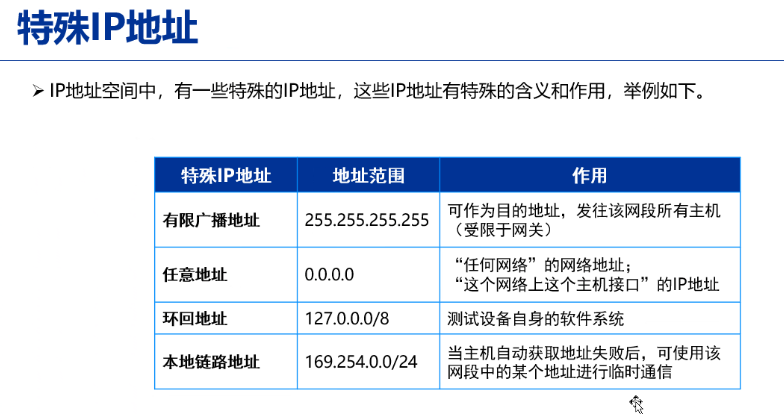 特殊IP地址
IP地址空间中，有一些特殊的IP地址，这些IP地址有特殊的含义和作用，举例如下。
特殊IP地址 地址范围 作用
有限广播地址 255.255.255.255 可作为目的地址，发往该网段所有主机
（受限于网关）
任意地址 0.0.0.0 “任何网络”的网络地址；
“这个网络上这个主机接口”的IP地址
环回地址 127.0.0.0/8 测试设备自身的软件系统
本地链路地址 169.254.0.0/24 当主机自动获取地址失败后，可使用该
网段中的某个地址进行临时通信